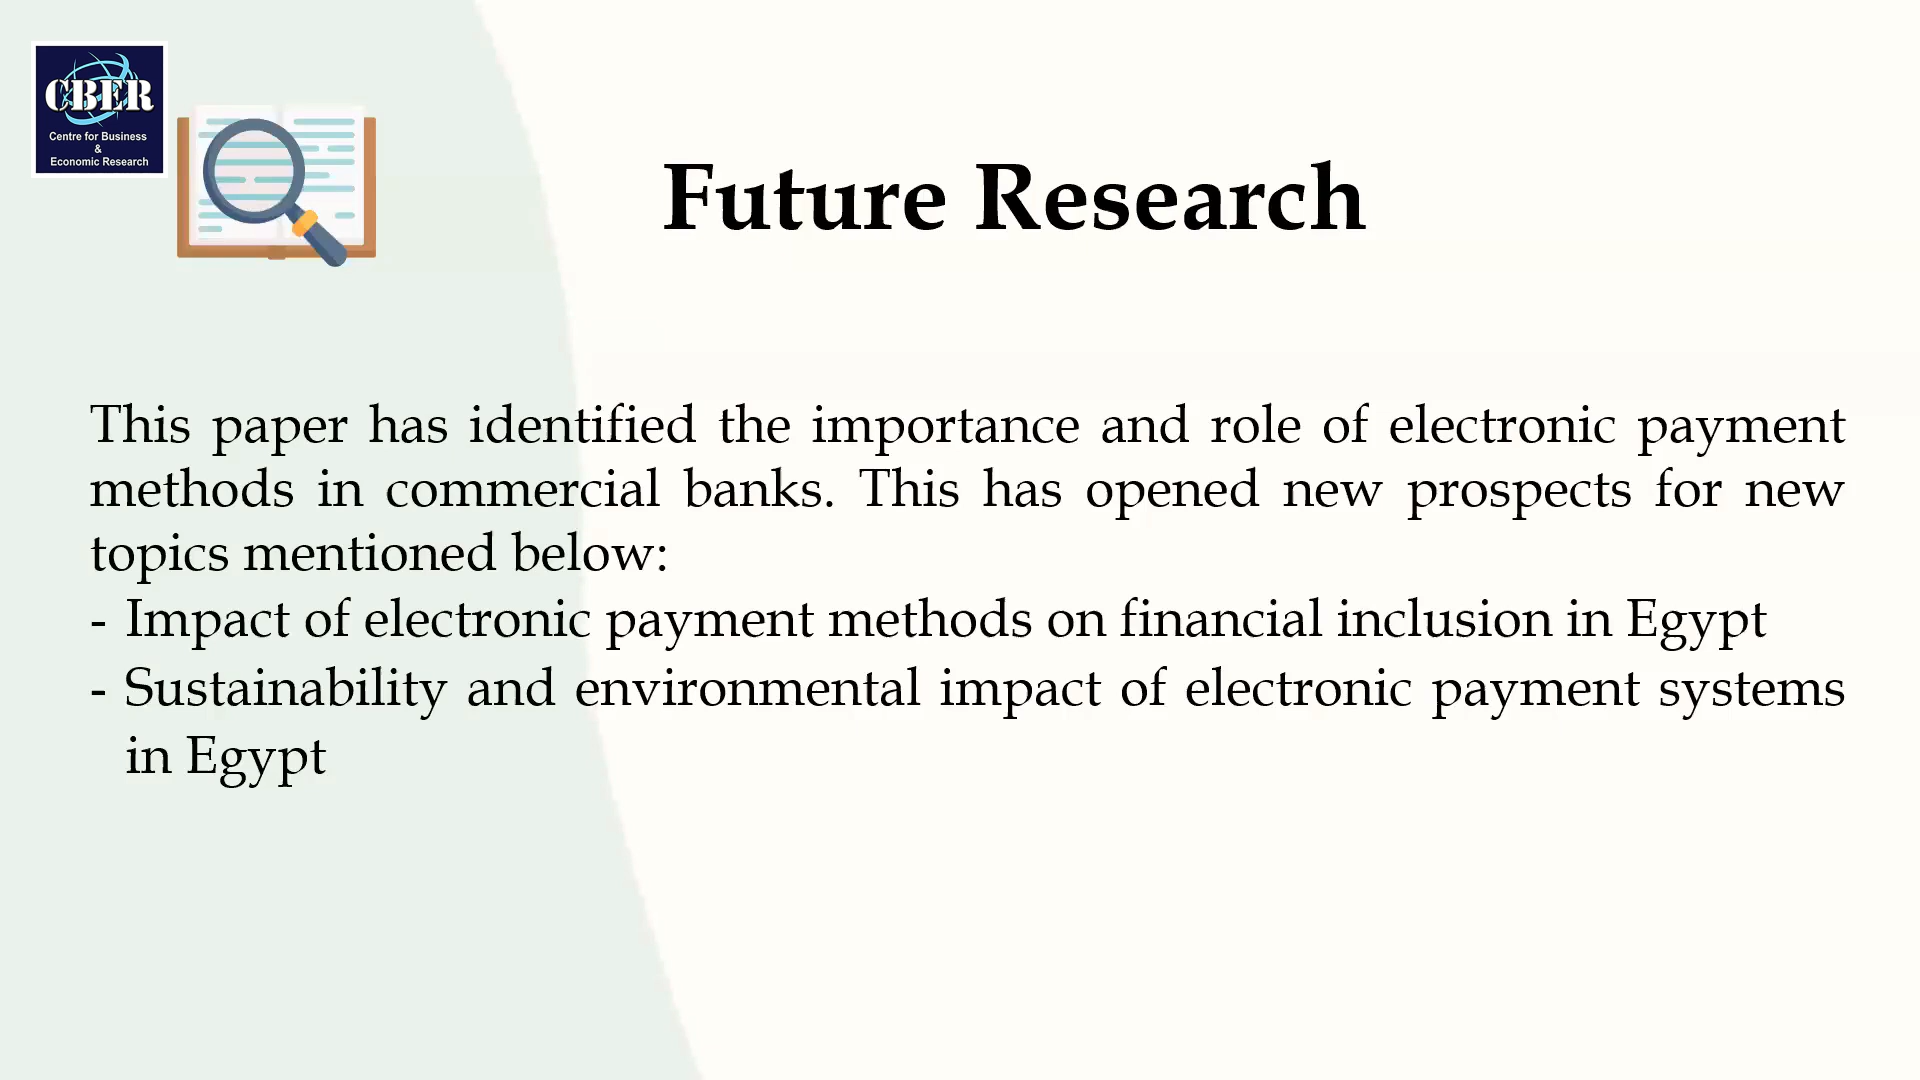 CBER
Centre for Business
&
Economic Research
Future Research
This paper has identified the importance and role of electronic payment
methods in commercial banks. This has opened new prospects for new
topics mentioned below:
- Impact of electronic payment methods on financial inclusion in Egypt
- Sustainability and environmental impact of electronic payment systems
in Egypt